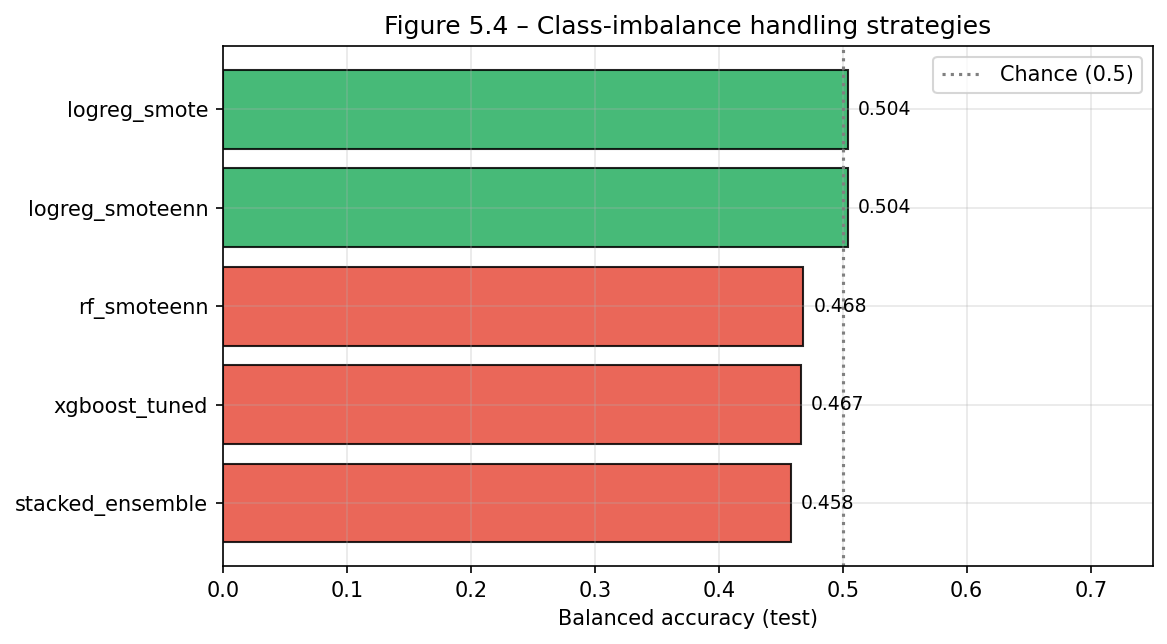 Figure 5.4 – Class-imbalance handling strategies
Chance (0.5)
logreg_smote
0.504
logreg_smoteenn
0.504
rf_smoteenn
0.468
xgboost_tuned
0.467
stacked_ensemble
0.458
0.0 0.1 0.2 0.3 0.4 0.5 0.6 0.7
Balanced accuracy (test)